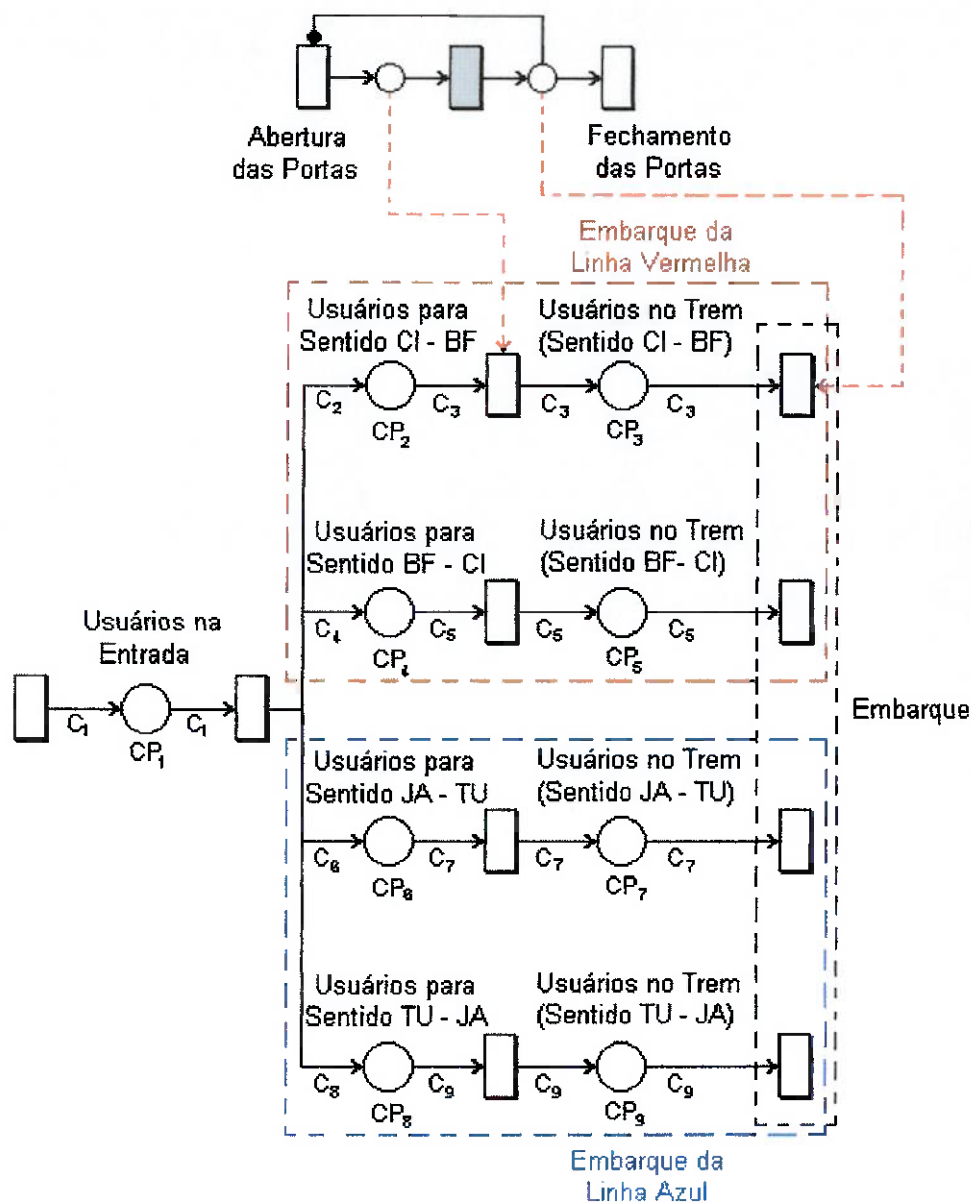 Abertura
das Portas
Fechamento
das Portas
Embarque da
Linha Vermelha
Usuários para
Sentido CI - BF
Usuários no Trem
(Sentido CI - BF)
C2
C3
C3
C3
CP2
CP3
Usuários para
Sentido BF - CI
Usuários no Trem
(Sentido BF- CI)
C4
C5
C5
C5
CP4
CP5
Usuários na
Entrada
C1
C1
CP1
Embarque
Usuários para
Sentido JA - TU
Usuários no Trem
(Sentido JA - TU)
C6
C7
C7
C7
CP6
CP7
Usuários para
Sentido TU - JA
Usuários no Trem
(Sentido TU - JA)
C8
C9
C9
C9
CP8
CP9
Embarque da
Linha Azul